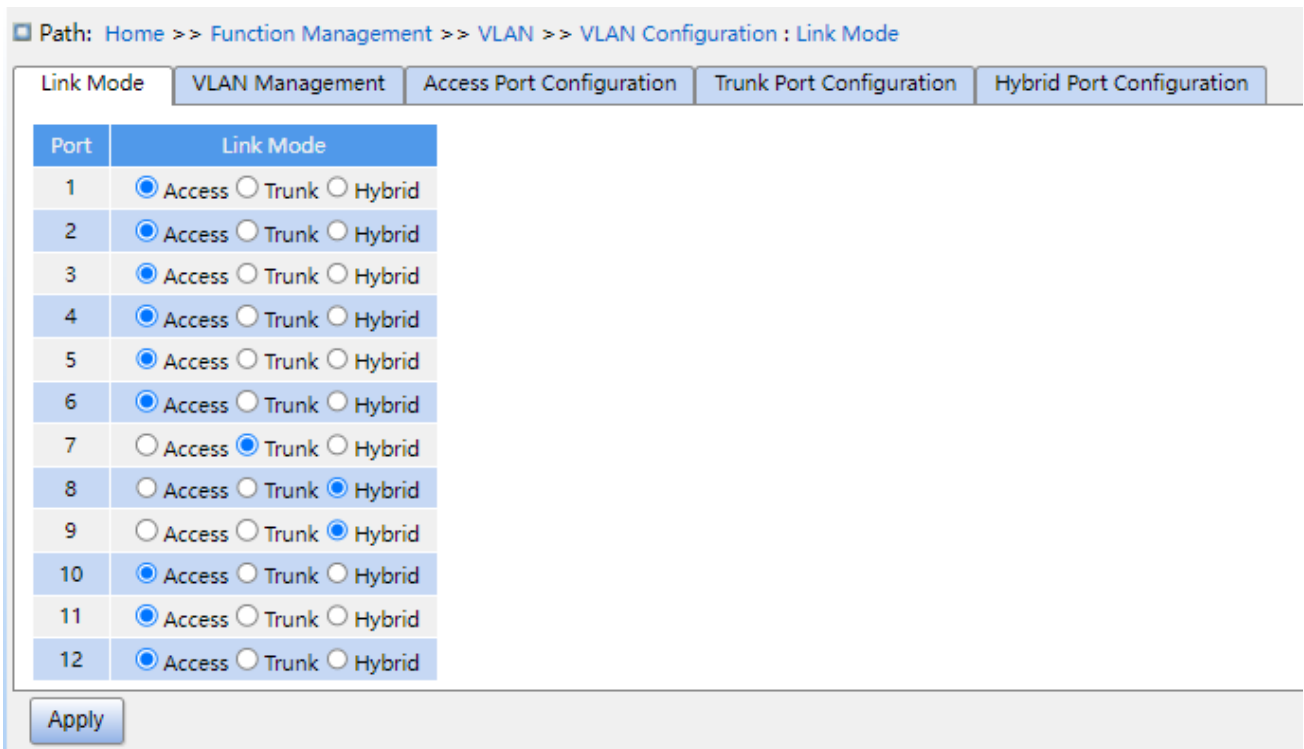 Path: Home >> Function Management >> VLAN >> VLAN Configuration : Link Mode
Link Mode VLAN Management Access Port Configuration Trunk Port Configuration Hybrid Port Configuration
Port Link Mode
1 Access Trunk Hybrid
2 Access Trunk Hybrid
3 Access Trunk Hybrid
4 Access Trunk Hybrid
5 Access Trunk Hybrid
6 Access Trunk Hybrid
7 Access Trunk Hybrid
8 Access Trunk Hybrid
9 Access Trunk Hybrid
10 Access Trunk Hybrid
11 Access Trunk Hybrid
12 Access Trunk Hybrid
Apply